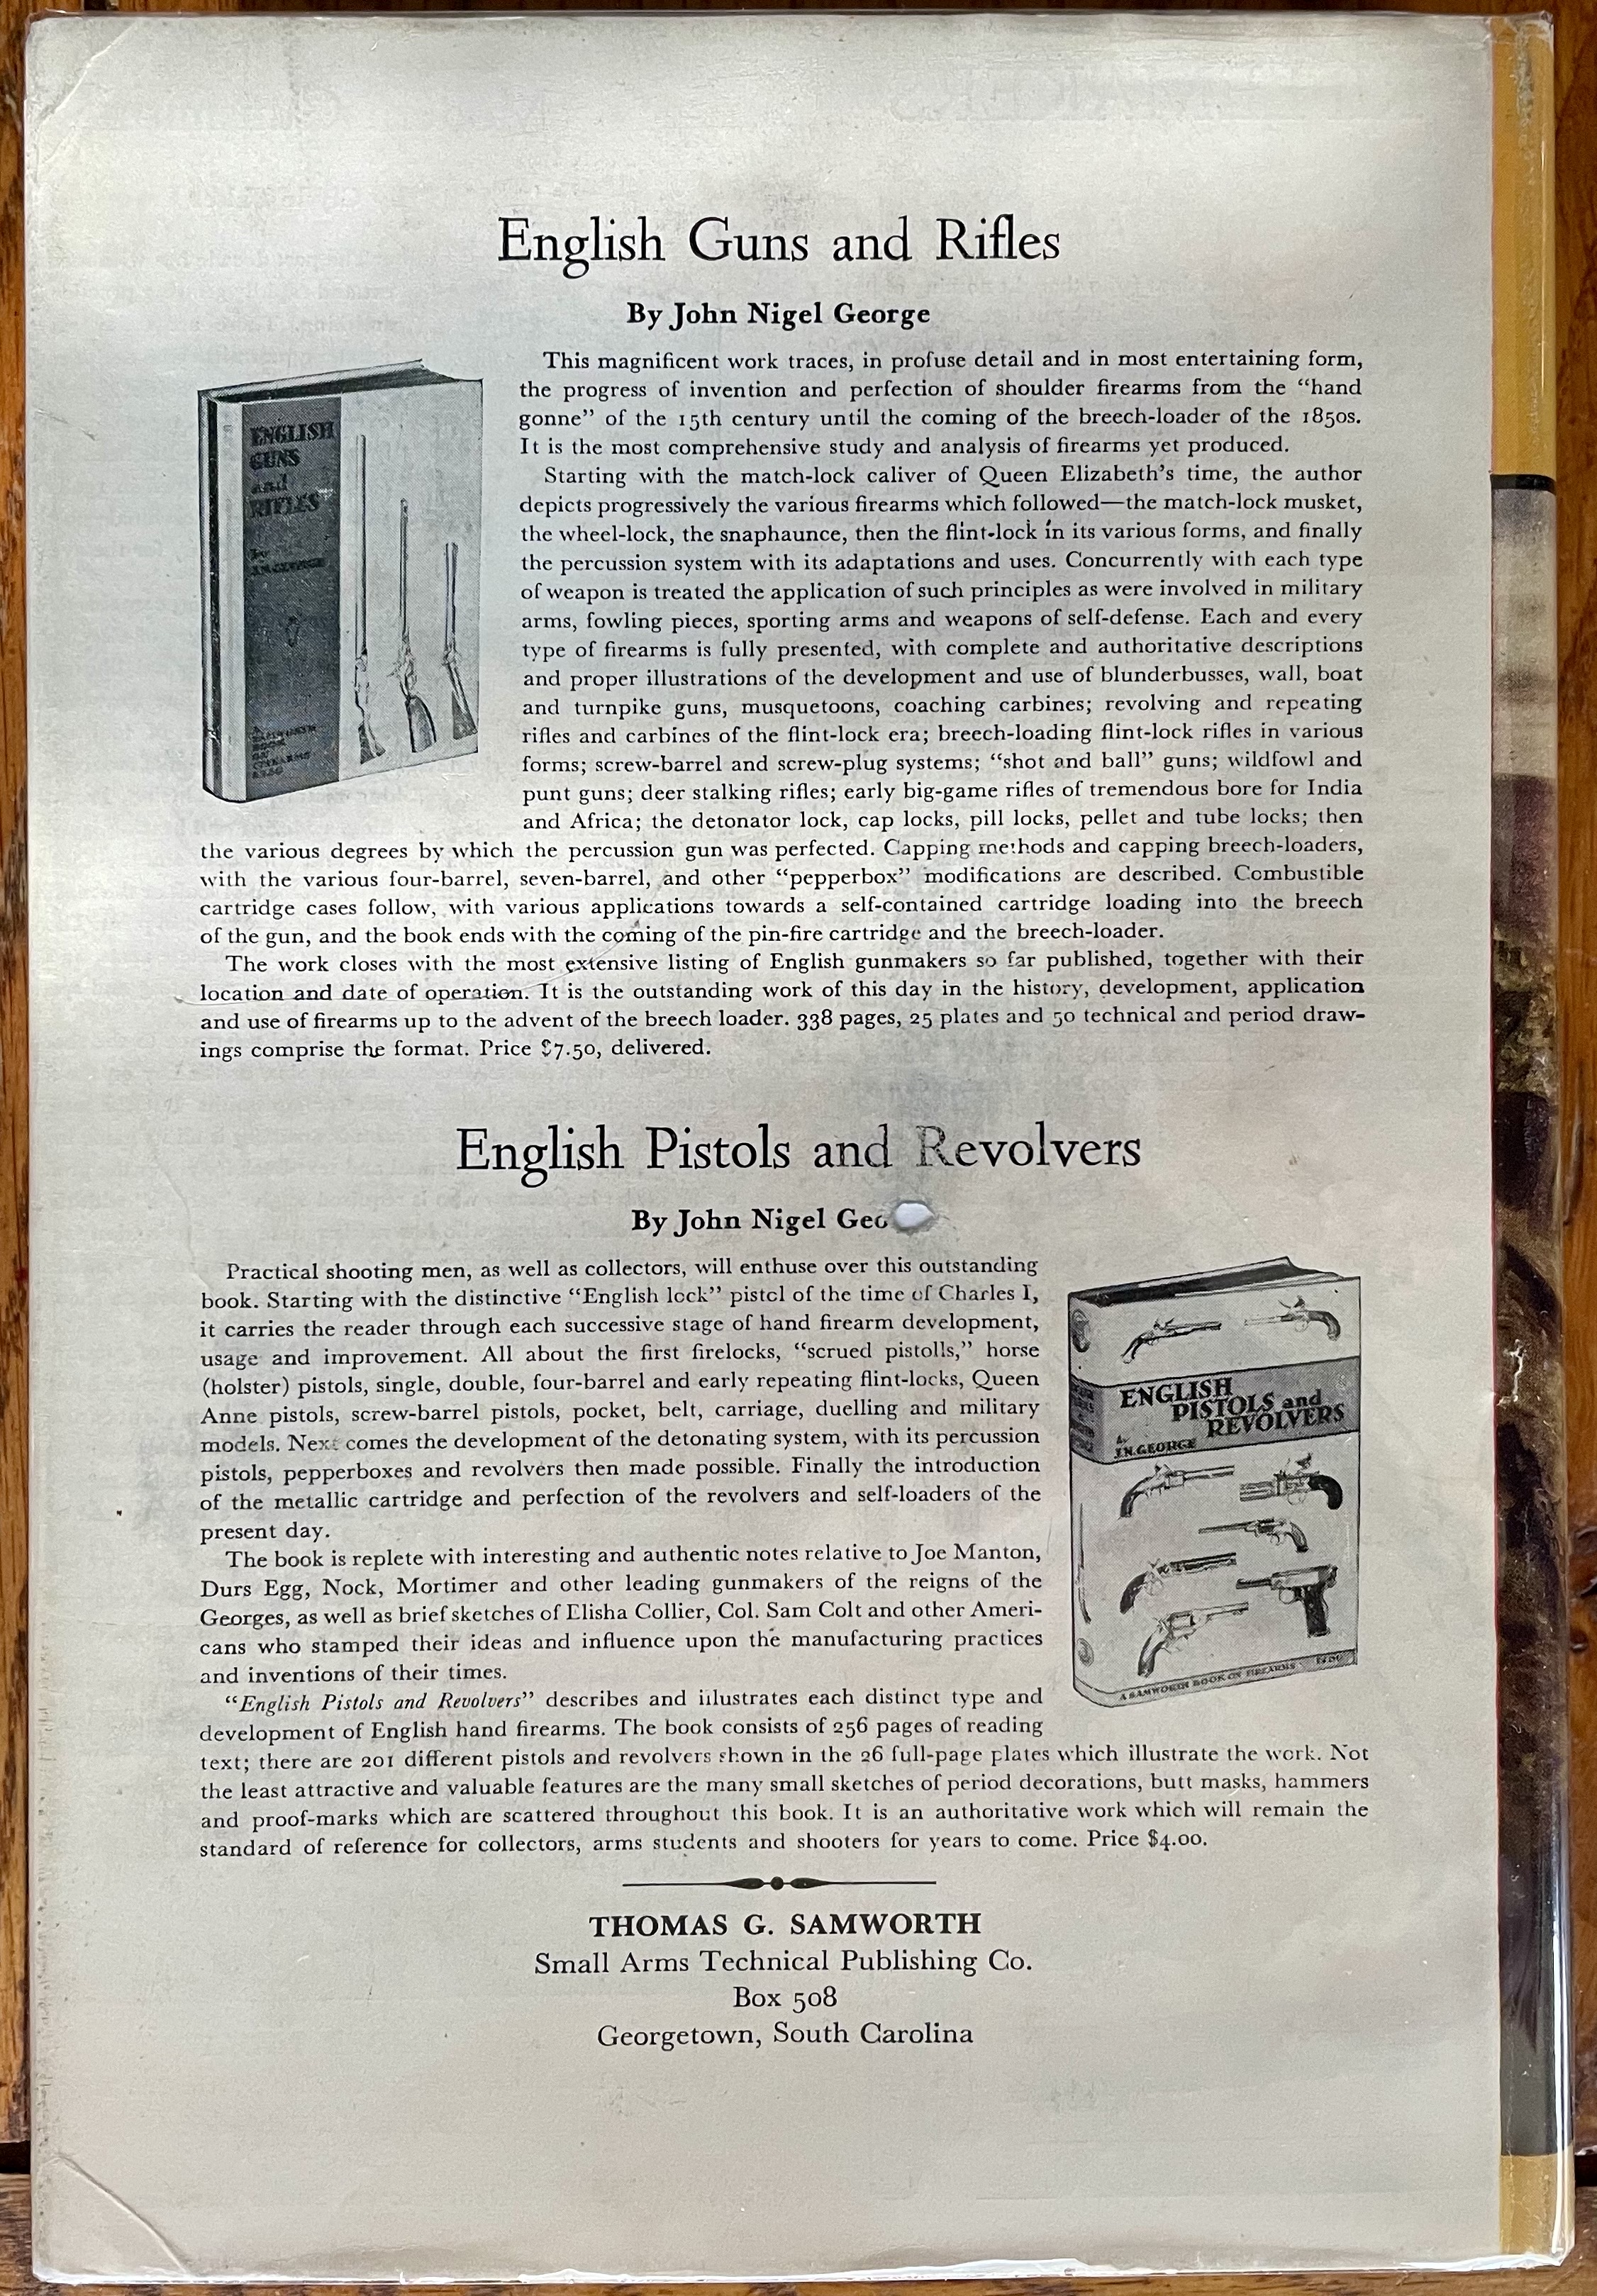 English Guns and Rifles
By John Nigel George
ENGLISH
GUNS
and
RIFLES
by
J.N. GEORGE
This magnificent work traces, in profuse detail and in most entertaining form,
the progress of invention and perfection of shoulder firearms from the “hand
gonne” of the 15th century until the coming of the breech-loader of the 1850s.
It is the most comprehensive study and analysis of firearms yet produced.
Starting with the match-lock caliver of Queen Elizabeth’s time, the author
depicts progressively the various firearms which followed—the match-lock musket,
the wheel-lock, the snaphaunce, then the flint-lock in its various forms, and finally
the percussion system with its adaptations and uses. Concurrently with each type
of weapon is treated the application of such principles as were involved in military
arms, fowling pieces, sporting arms and weapons of self-defense. Each and every
type of firearms is fully presented, with complete and authoritative descriptions
and proper illustrations of the development and use of blunderbusses, wall, boat
and turnpike guns, musquetoons, coaching carbines; revolving and repeating
rifles and carbines of the flint-lock era; breech-loading flint-lock rifles in various
forms; screw-barrel and screw-plug systems; “shot and ball” guns; wildfowl and
punt guns; deer stalking rifles; early big-game rifles of tremendous bore for India
and Africa; the detonator lock, cap locks, pill locks, pellet and tube locks; then
the various degrees by which the percussion gun was perfected. Capping methods and capping breech-loaders,
with the various four-barrel, seven-barrel, and other “pepperbox” modifications are described. Combustible
cartridge cases follow, with various applications towards a self-contained cartridge loading into the breech
of the gun, and the book ends with the coming of the pin-fire cartridge and the breech-loader.
The work closes with the most extensive listing of English gunmakers so far published, together with their
location and date of operation. It is the outstanding work of this day in the history, development, application
and use of firearms up to the advent of the breech loader. 338 pages, 25 plates and 50 technical and period draw-
ings comprise the format. Price $7.50, delivered.
English Pistols and Revolvers
By John Nigel Geo
Practical shooting men, as well as collectors, will enthuse over this outstanding
book. Starting with the distinctive “English lock” pistol of the time of Charles I,
it carries the reader through each successive stage of hand firearm development,
usage and improvement. All about the first firelocks, “scrued pistolls,” horse
(holster) pistols, single, double, four-barrel and early repeating flint-locks, Queen
Anne pistols, screw-barrel pistols, pocket, belt, carriage, duelling and military
models. Next comes the development of the detonating system, with its percussion
pistols, pepperboxes and revolvers then made possible. Finally the introduction
of the metallic cartridge and perfection of the revolvers and self-loaders of the
present day.
The book is replete with interesting and authentic notes relative to Joe Manton,
Durs Egg, Nock, Mortimer and other leading gunmakers of the reigns of the
Georges, as well as brief sketches of Elisha Collier, Col. Sam Colt and other Ameri-
cans who stamped their ideas and influence upon the manufacturing practices
and inventions of their times.
“English Pistols and Revolvers” describes and illustrates each distinct type and
development of English hand firearms. The book consists of 256 pages of reading
text; there are 201 different pistols and revolvers shown in the 26 full-page plates which illustrate the work. Not
the least attractive and valuable features are the many small sketches of period decorations, butt masks, hammers
and proof-marks which are scattered throughout this book. It is an authoritative work which will remain the
standard of reference for collectors, arms students and shooters for years to come. Price $4.00.
ENGLISH
PISTOLS and
REVOLVERS
by
J.N. GEORGE
A SAMWORTH BOOK ON FIREARMS
THOMAS G. SAMWORTH
Small Arms Technical Publishing Co.
Box 508
Georgetown, South Carolina